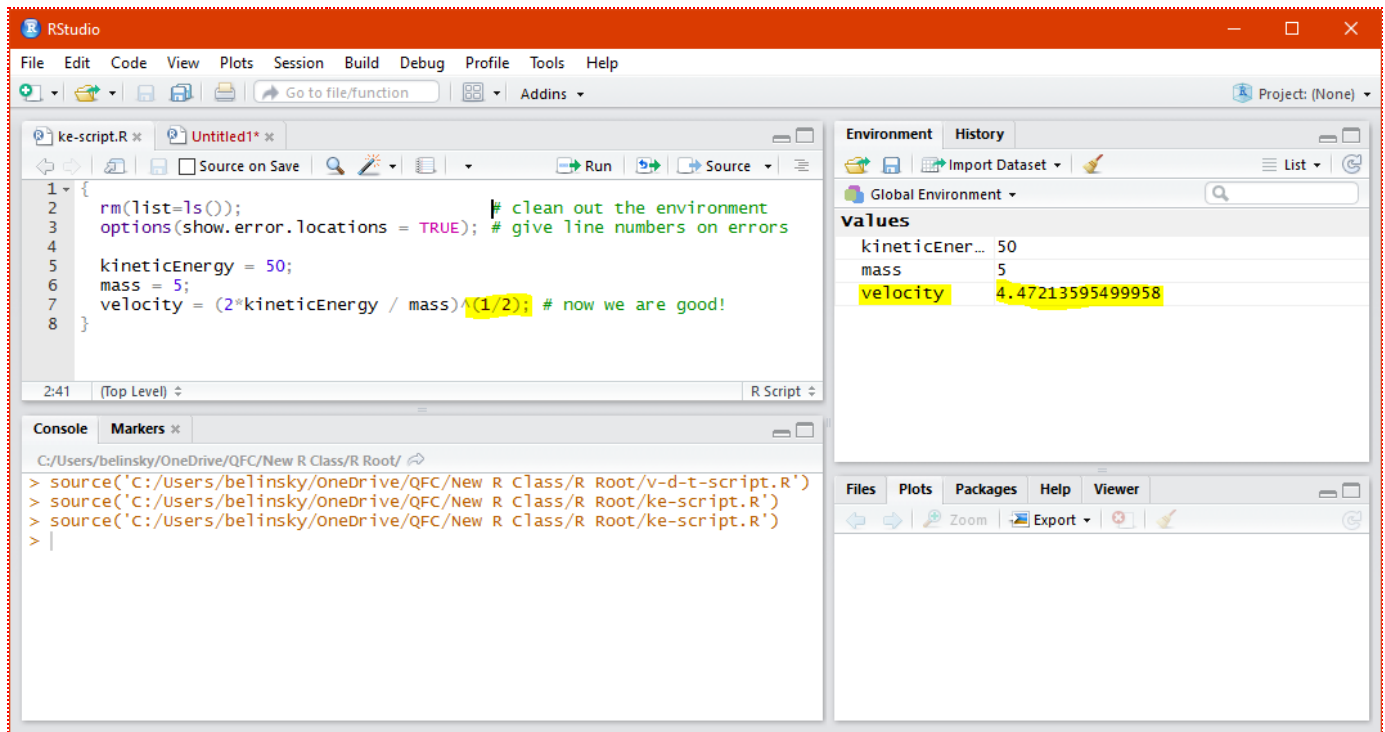 RStudio
File Edit Code View Plots Session Build Debug Profile Tools Help
Go to file/function Addins Project: (None)
ke-script.R Untitled1*
Source on Save Run Source
1 {
2 rm(list=ls()); # clean out the environment
3 options(show.error.locations = TRUE); # give line numbers on errors
4
5 kineticEnergy = 50;
6 mass = 5;
7 velocity = (2*kineticEnergy / mass)^(1/2); # now we are good!
8 }
2:41 (Top Level) R Script
Console Markers
C:/Users/belinsky/OneDrive/QFC/New R Class/R Root/
> source('C:/Users/belinsky/OneDrive/QFC/New R Class/R Root/v-d-t-script.R')
> source('C:/Users/belinsky/OneDrive/QFC/New R Class/R Root/ke-script.R')
> source('C:/Users/belinsky/OneDrive/QFC/New R Class/R Root/ke-script.R')
>
Environment History
Import Dataset List
Global Environment
Values
kineticEner... 50
mass 5
velocity 4.47213595499958
Files Plots Packages Help Viewer
Zoom Export